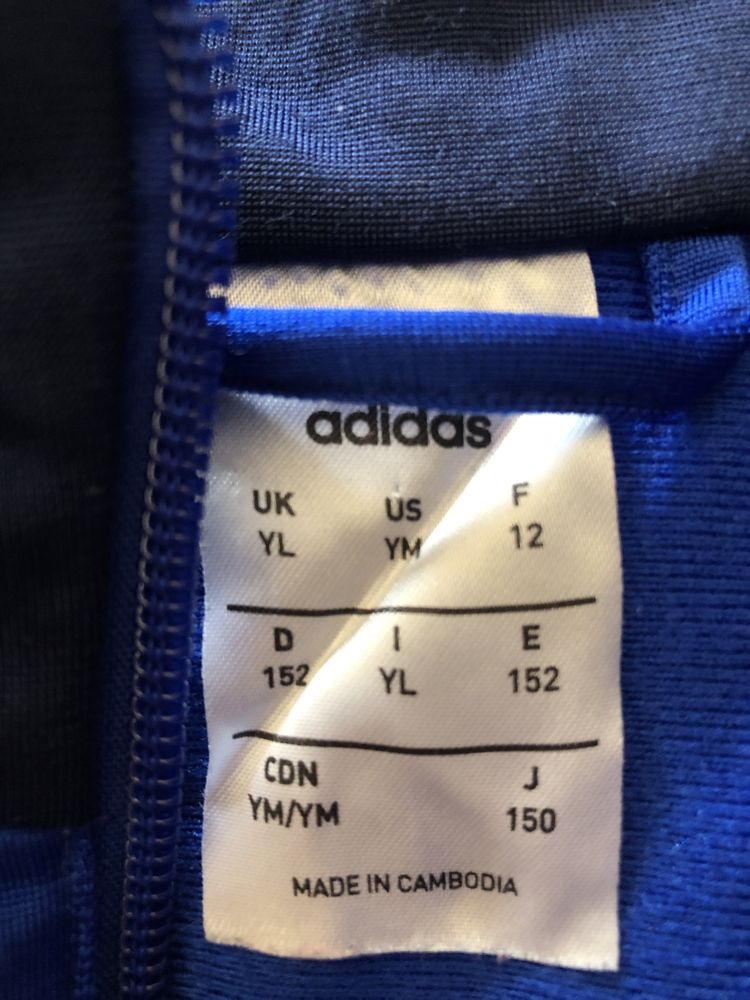 adidas
UK US F
YL YM 12
D I E
152 YL 152
CDN J
YM/YM 150
MADE IN CAMBODIA